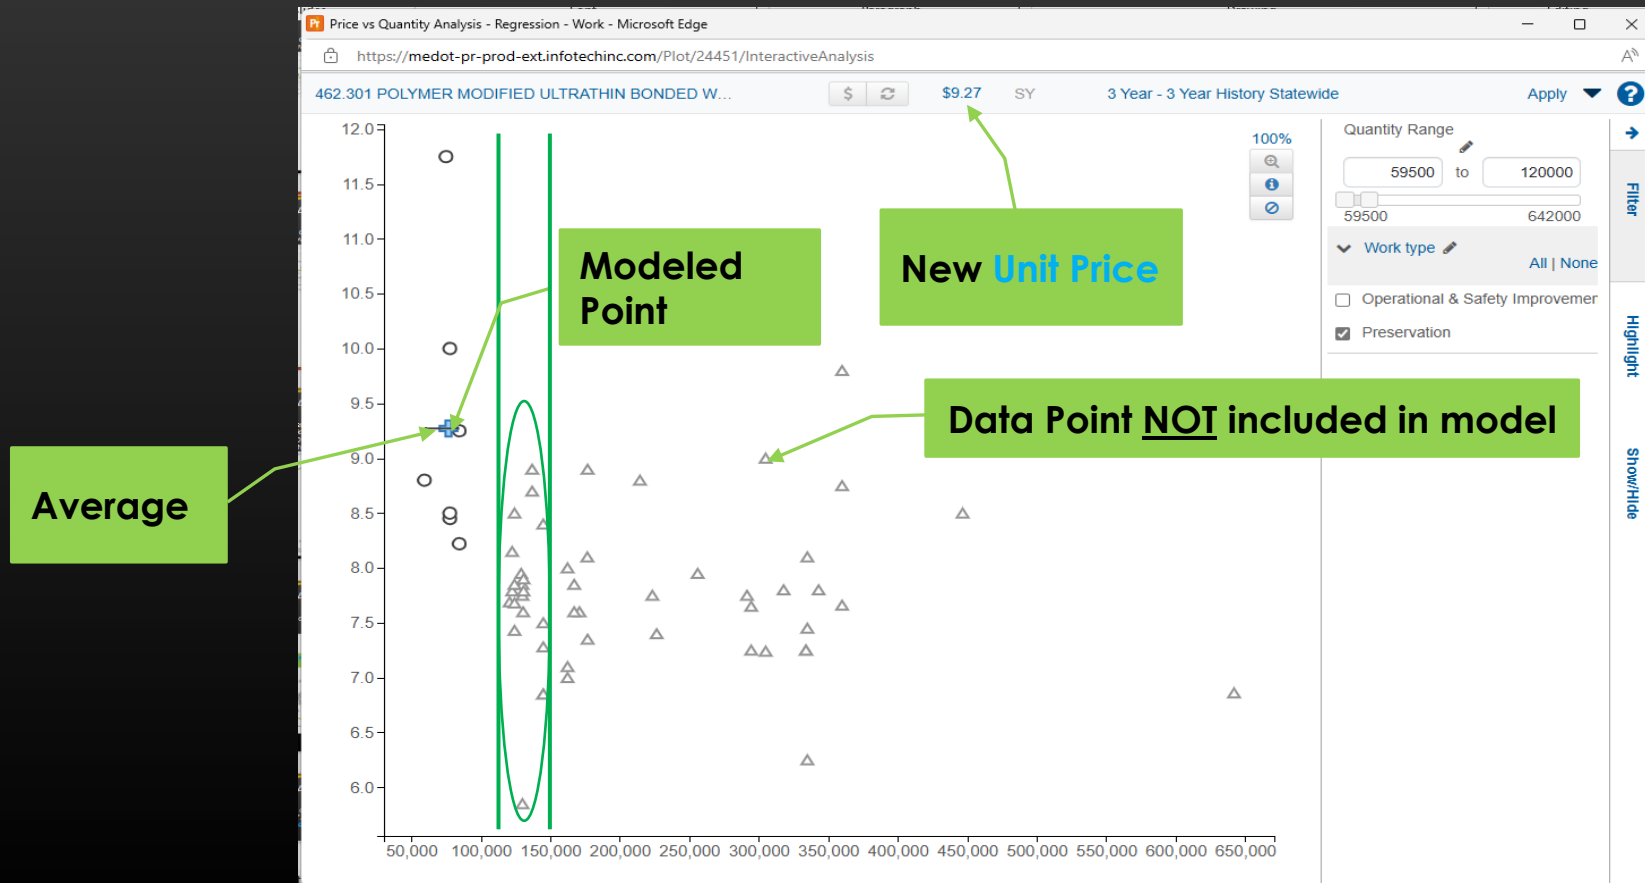 Price vs Quantity Analysis - Regression - Work - Microsoft Edge
https://medot-pr-prod-ext.infotechinc.com/Plot/24451/InteractiveAnalysis
462.301 POLYMER MODIFIED ULTRATHIN BONDED W...
$
$9.27
SY
3 Year - 3 Year History Statewide
Apply
?
12.0
11.5
11.0
10.5
10.0
9.5
9.0
8.5
8.0
7.5
7.0
6.5
6.0
50,000 100,000 150,000 200,000 250,000 300,000 350,000 400,000 450,000 500,000 550,000 600,000 650,000
100%
Modeled
Point
New Unit Price
Data Point NOT included in model
Average
Quantity Range
59500 to 120000
59500 642000
Work type
All | None
Operational & Safety Improvemer
Preservation
Filter
Highlight
Show/Hide